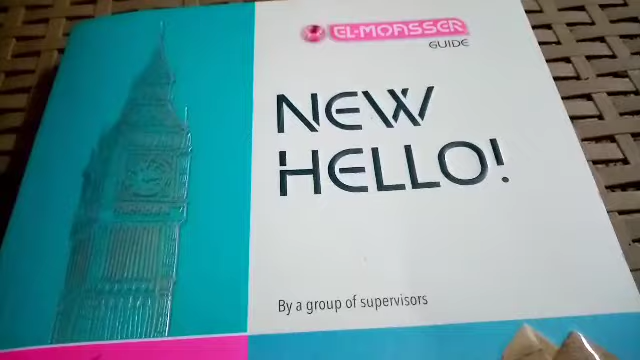 EL-MOASSER
GUIDE
NEW
HELLO!
By a group of supervisors